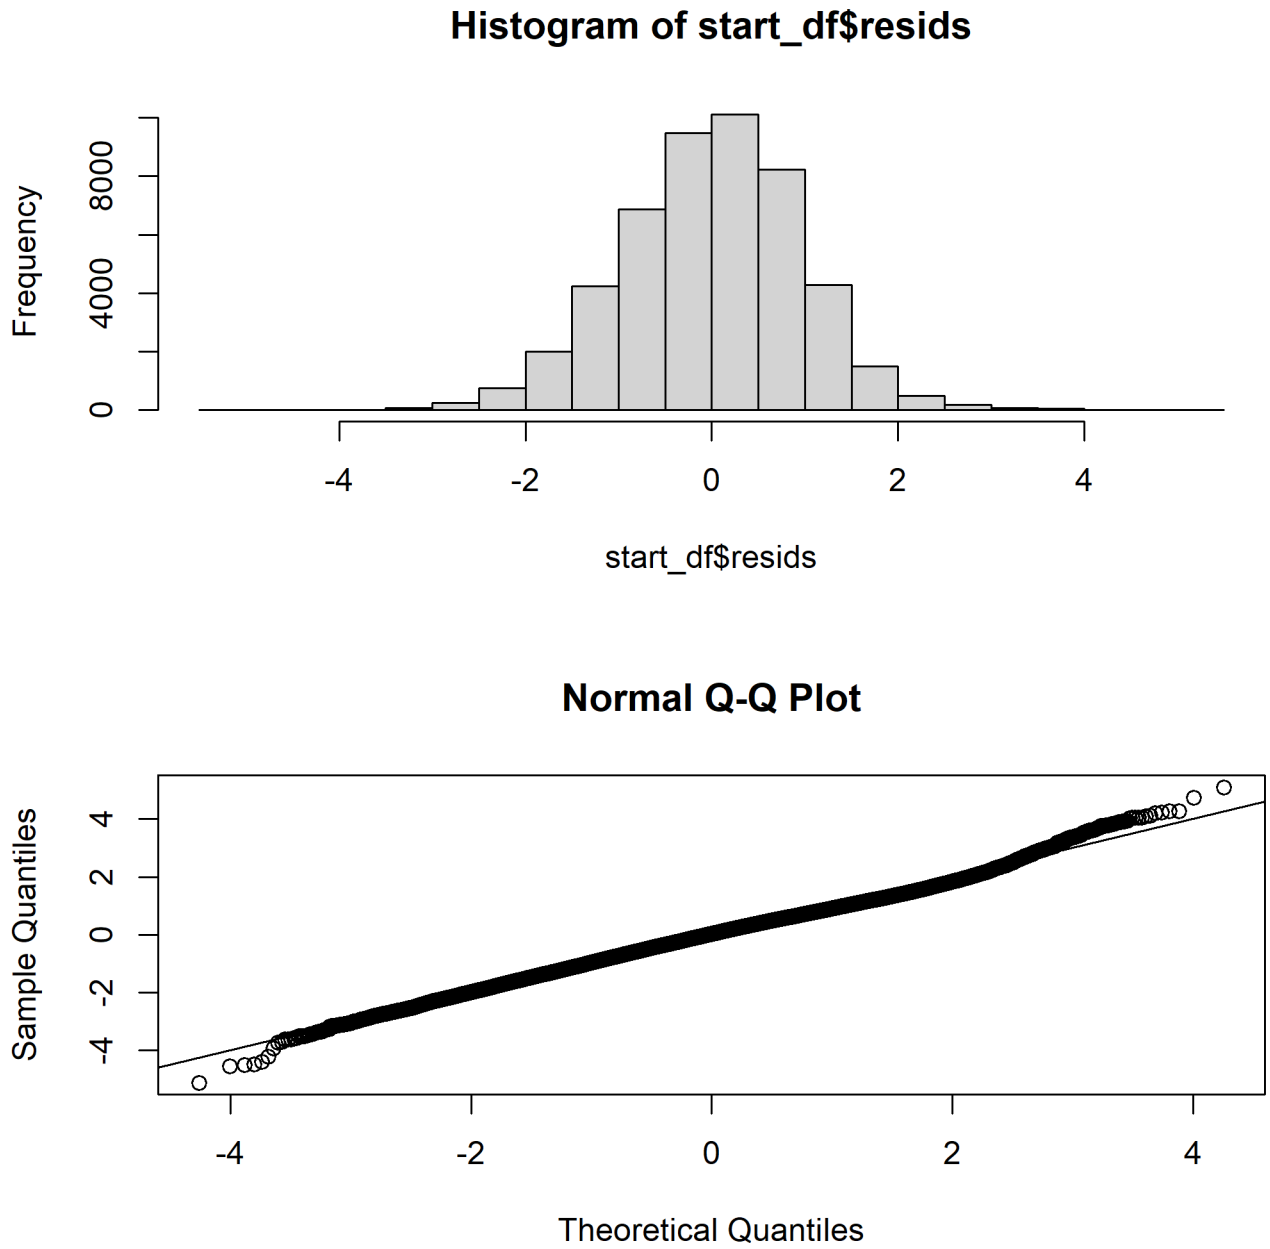 Histogram of start_df$resids
Frequency
8000
4000
0
-4 -2 0 2 4
start_df$resids
Normal Q-Q Plot
Sample Quantiles
4
2
0
-2
-4
-4 -2 0 2 4
Theoretical Quantiles